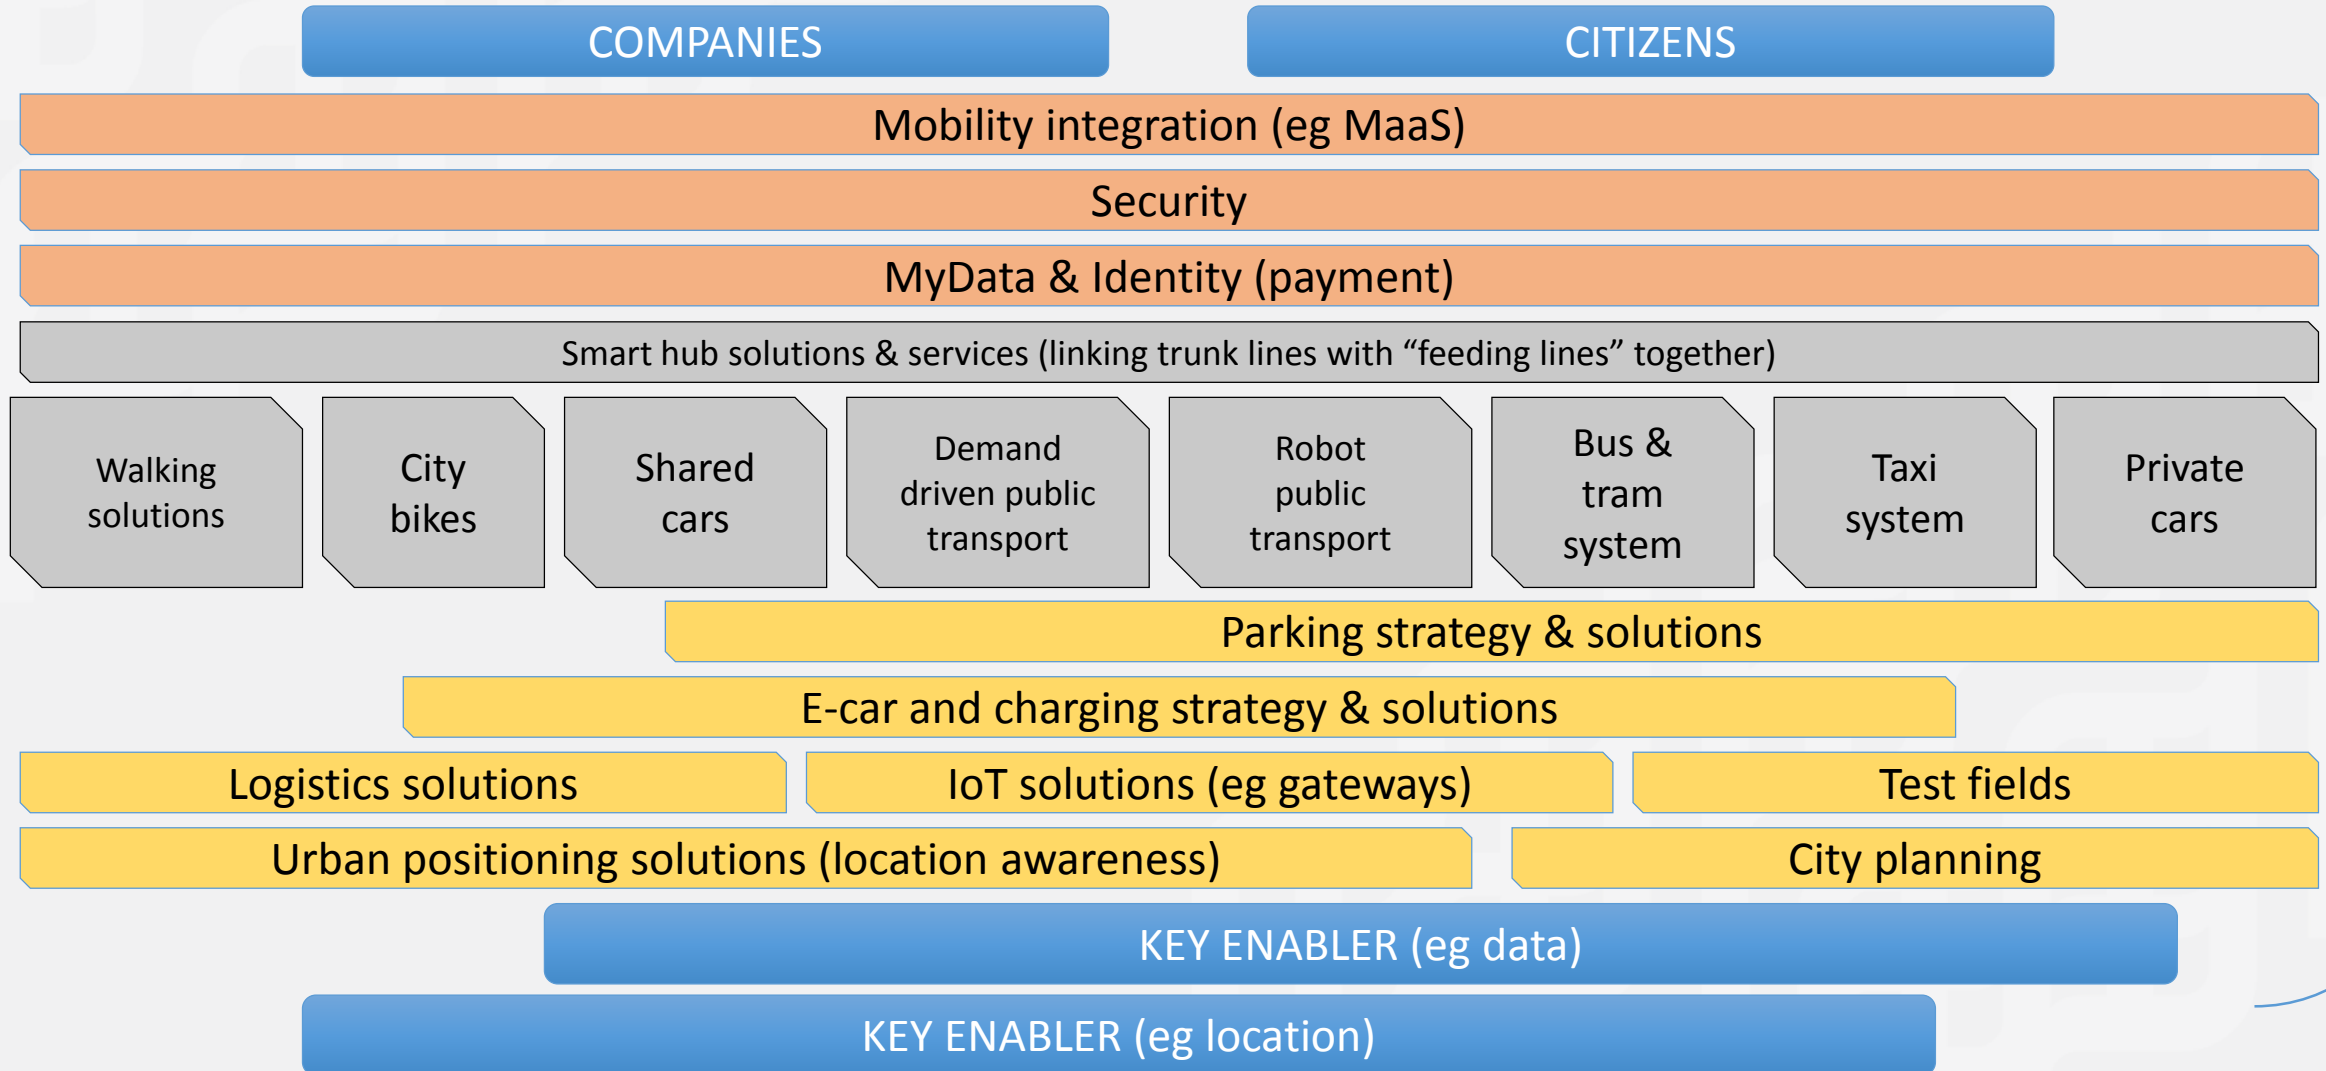 COMPANIES
CITIZENS
Mobility integration (eg MaaS)
Security
MyData & Identity (payment)
Smart hub solutions & services (linking trunk lines with “feeding lines” together)
Walking
solutions
City
bikes
Shared
cars
Demand
driven public
transport
Robot
public
transport
Bus &
tram
system
Taxi
system
Private
cars
Parking strategy & solutions
E-car and charging strategy & solutions
Logistics solutions
IoT solutions (eg gateways)
Test fields
Urban positioning solutions (location awareness)
City planning
KEY ENABLER (eg data)
KEY ENABLER (eg location)